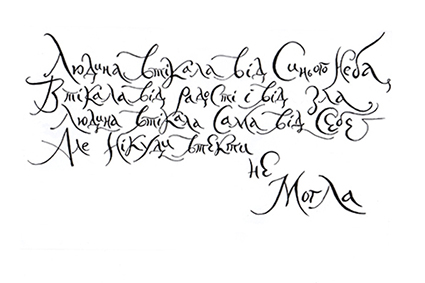 Людина втікала від Синього Неба,
Втікала від радості і від зла,
Людина втікала Сама від Себе
Але Нікуди втекти
не
Могла